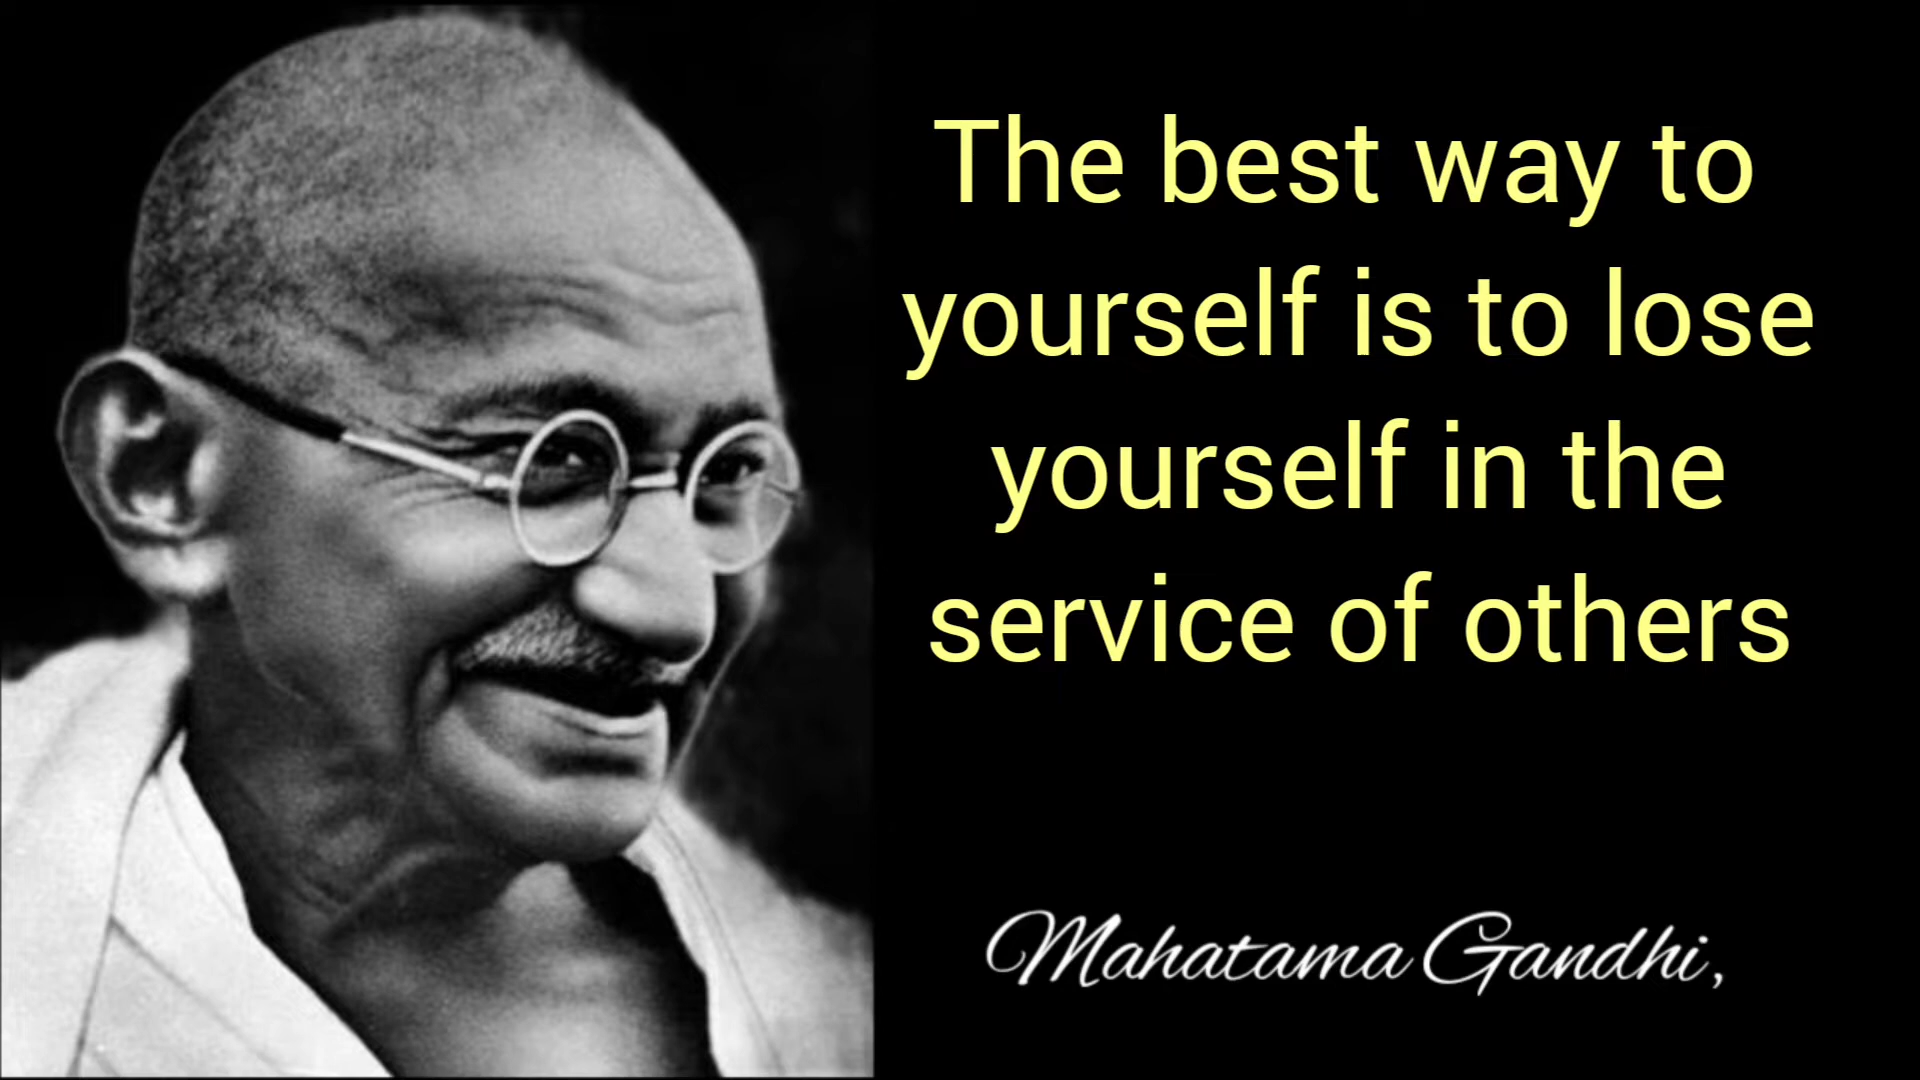 The best way to
yourself is to lose
yourself in the
service of others
Mahatama Gandhi,